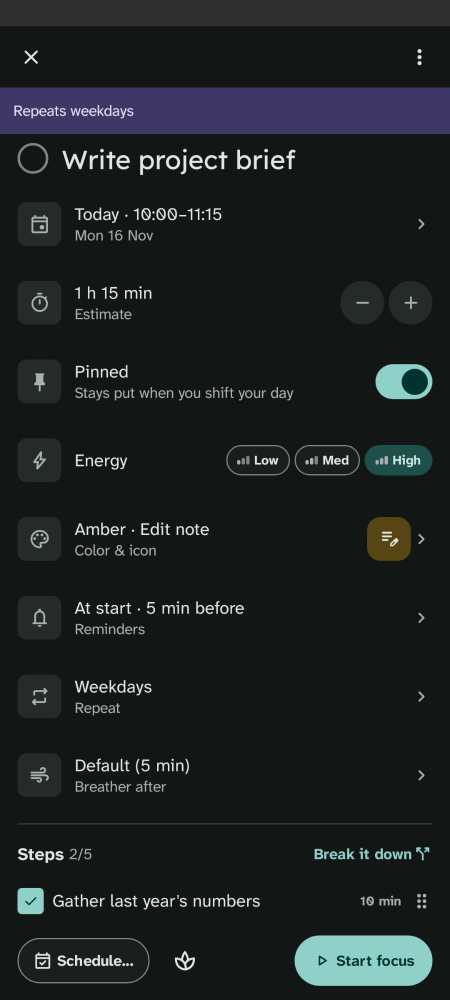 Repeats weekdays
Write project brief
Today · 10:00–11:15
Mon 16 Nov
1 h 15 min
Estimate
Pinned
Stays put when you shift your day
Energy
Low
Med
High
Amber · Edit note
Color & icon
At start · 5 min before
Reminders
Weekdays
Repeat
Default (5 min)
Breather after
Steps 2/5
Break it down
Gather last year's numbers
10 min
Schedule...
Start focus